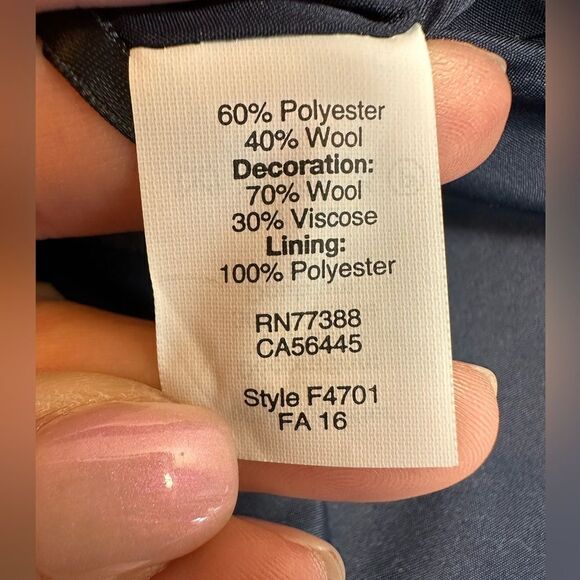 60% Polyester
40% Wool
Decoration:
70% Wool
30% Viscose
Lining:
100% Polyester
RN77388
CA56445
Style F4701
FA 16